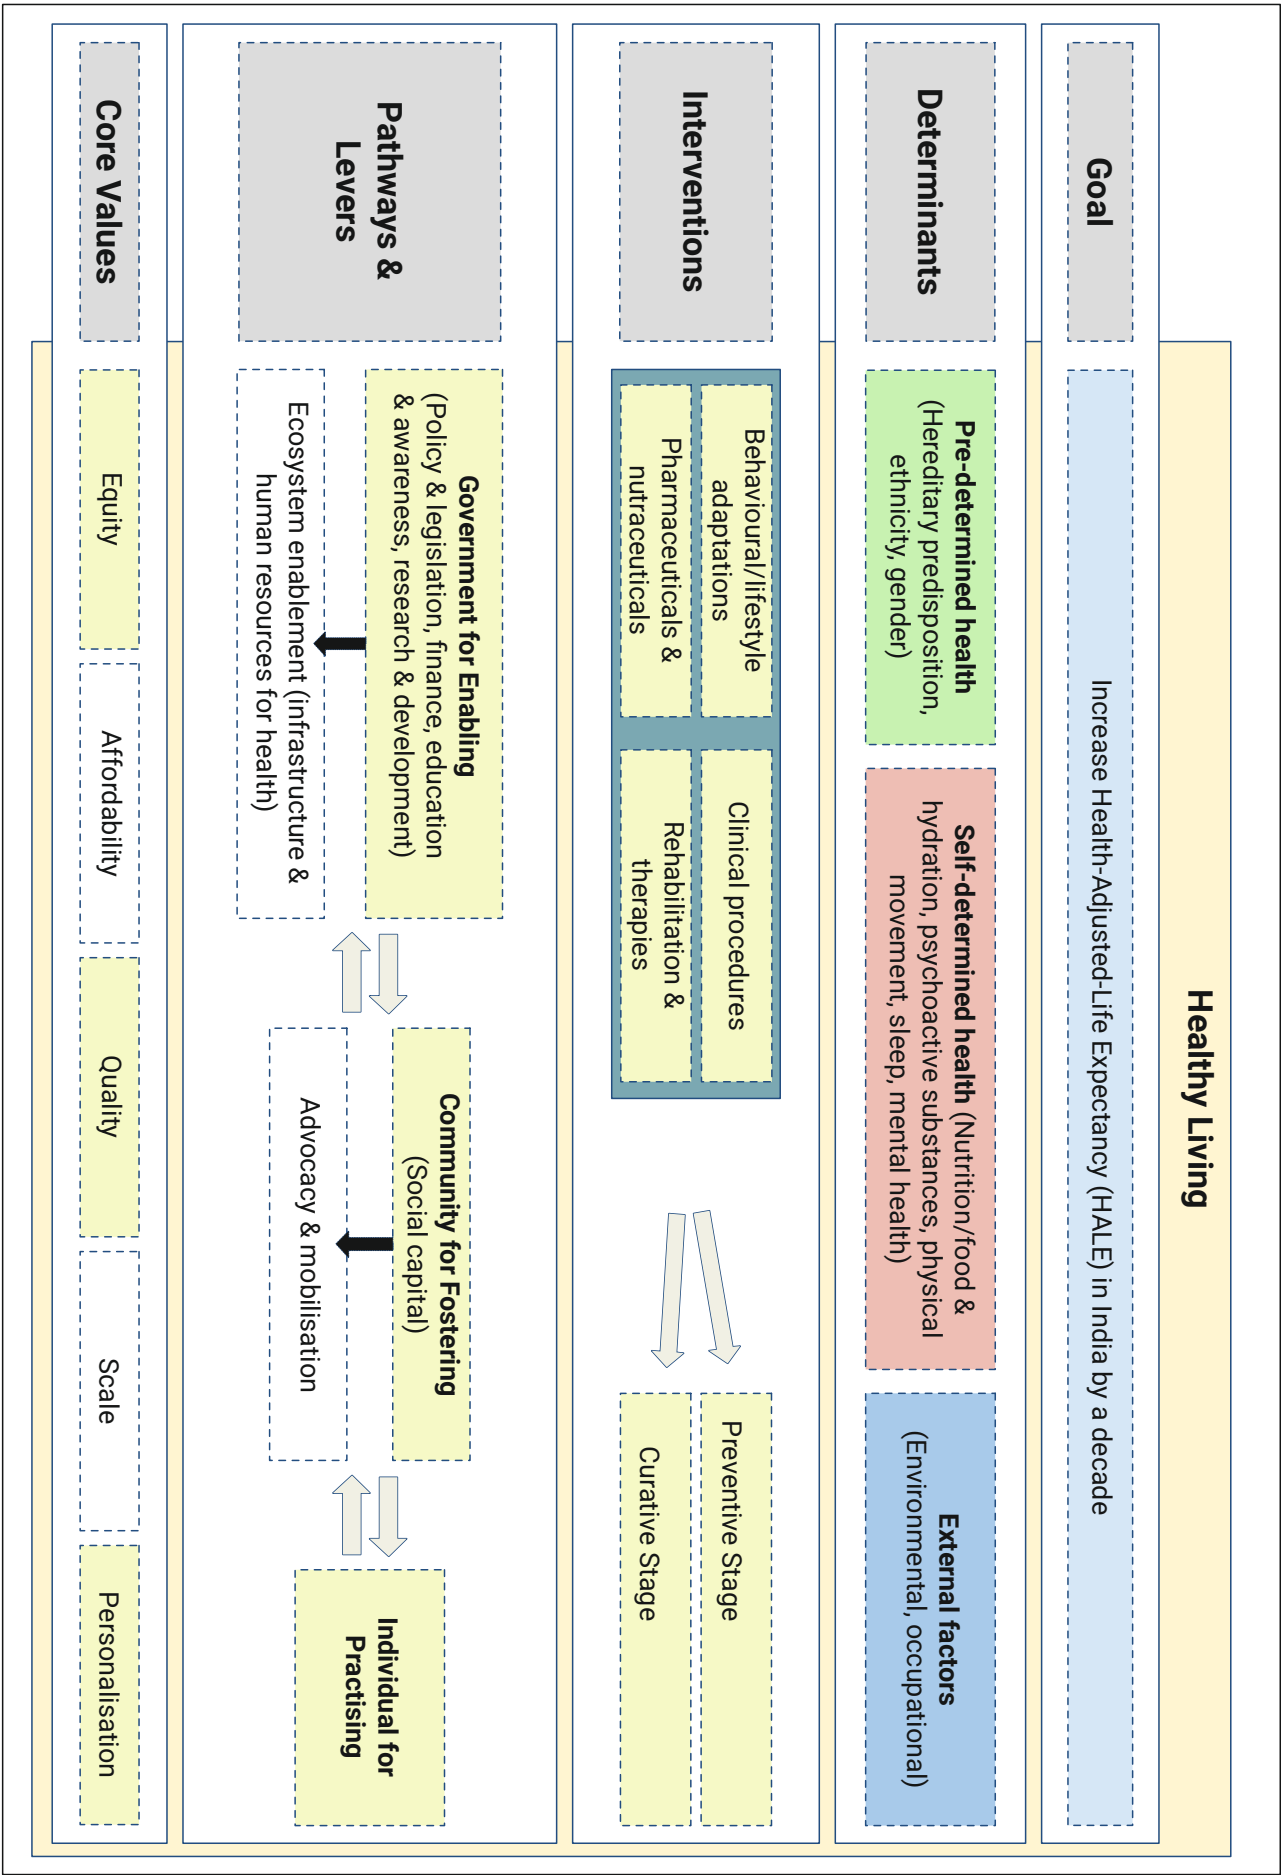 Healthy Living
Goal
Increase Health-Adjusted-Life Expectancy (HALE) in India by a decade
Determinants
Pre-determined health
(Hereditary predisposition,
ethnicity, gender)
Self-determined health (Nutrition/food &
hydration, psychoactive substances, physical
movement, sleep, mental health)
External factors
(Environmental, occupational)
Interventions
Behavioural/lifestyle
adaptations
Clinical procedures
Pharmaceuticals &
nutraceuticals
Rehabilitation &
therapies
Preventive Stage
Curative Stage
Pathways &
Levers
Government for Enabling
(Policy & legislation, finance, education
& awareness, research & development)
Ecosystem enablement (infrastructure &
human resources for health)
Community for Fostering
(Social capital)
Advocacy & mobilisation
Individual for
Practising
Core Values
Equity
Affordability
Quality
Scale
Personalisation